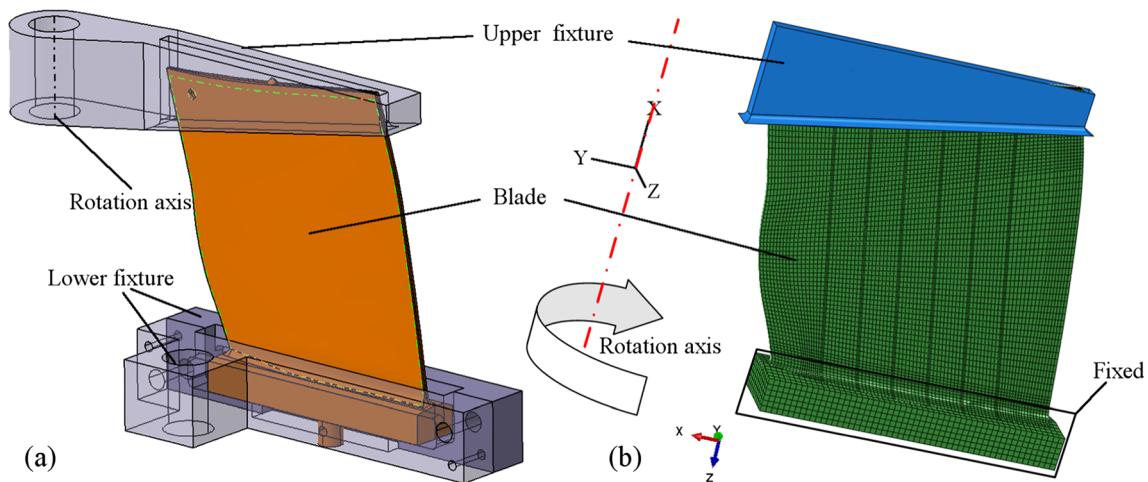 Upper fixture
X
Y
Z
Rotation axis
Blade
Lower fixture
Rotation axis
Fixed
(a)
(b)
X
Y
Z